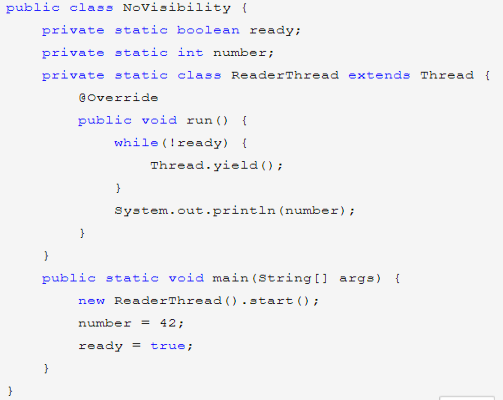 public class NoVisibility {
    private static boolean ready;
    private static int number;
    private static class ReaderThread extends Thread {
        @Override
        public void run() {
            while(!ready) {
                Thread.yield();
            }
            System.out.println(number);
        }
    }
    public static void main(String[] args) {
        new ReaderThread().start();
        number = 42;
        ready = true;
    }
}